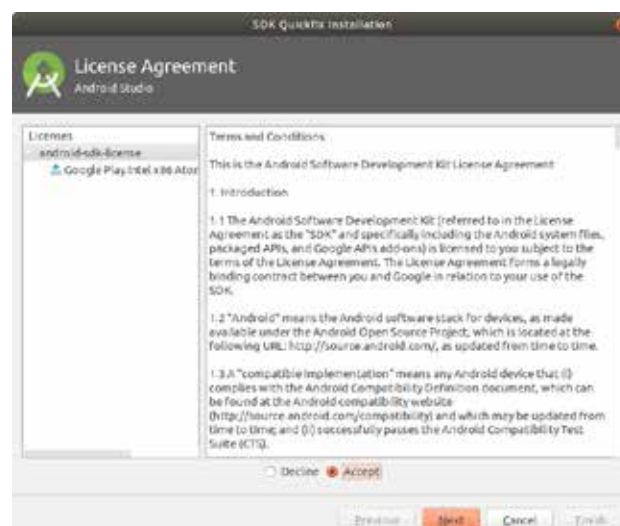 SDK Quickfix Installation
License Agreement
Android Studio
Licenses
android-sdk-license
Google Play Intel x86 Ator
Terms and Conditions
This is the Android Software Development Kit License Agreement
1. Introduction
1.1 The Android Software Development Kit (referred to in the License
Agreement as the "SDK" and specifically including the Android system files,
packaged APIs, and Google APIs add-ons) is licensed to you subject to the
terms of the License Agreement. The License Agreement forms a legally
binding contract between you and Google in relation to your use of the
SDK.
1.2 "Android" means the Android software stack for devices, as made
available under the Android Open Source Project, which is located at the
following URL: http://source.android.com/, as updated from time to time.
1.3 A "compatible implementation" means any Android device that (i)
complies with the Android Compatibility Definition document, which can
be found at the Android compatibility website
(http://source.android.com/compatibility) and which may be updated from
time to time; and (ii) successfully passes the Android Compatibility Test
Suite (CTS).
Decline Accept
Previous Next Cancel Finish